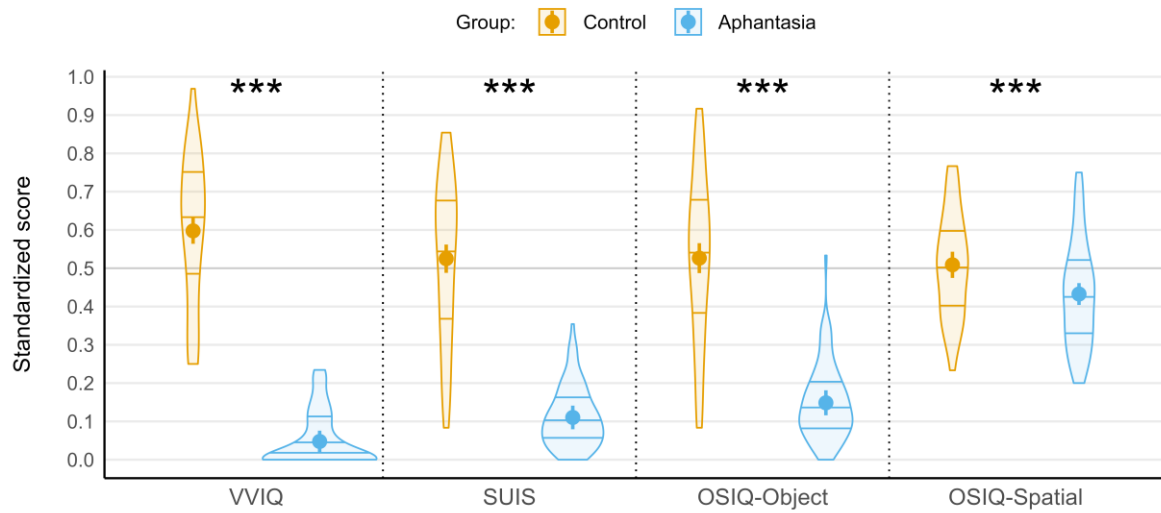 Group: Control Aphantasia
Standardized score
1.0
0.9
0.8
0.7
0.6
0.5
0.4
0.3
0.2
0.1
0.0
*** *** *** ***
VVIQ SUIS OSIQ-Object OSIQ-Spatial